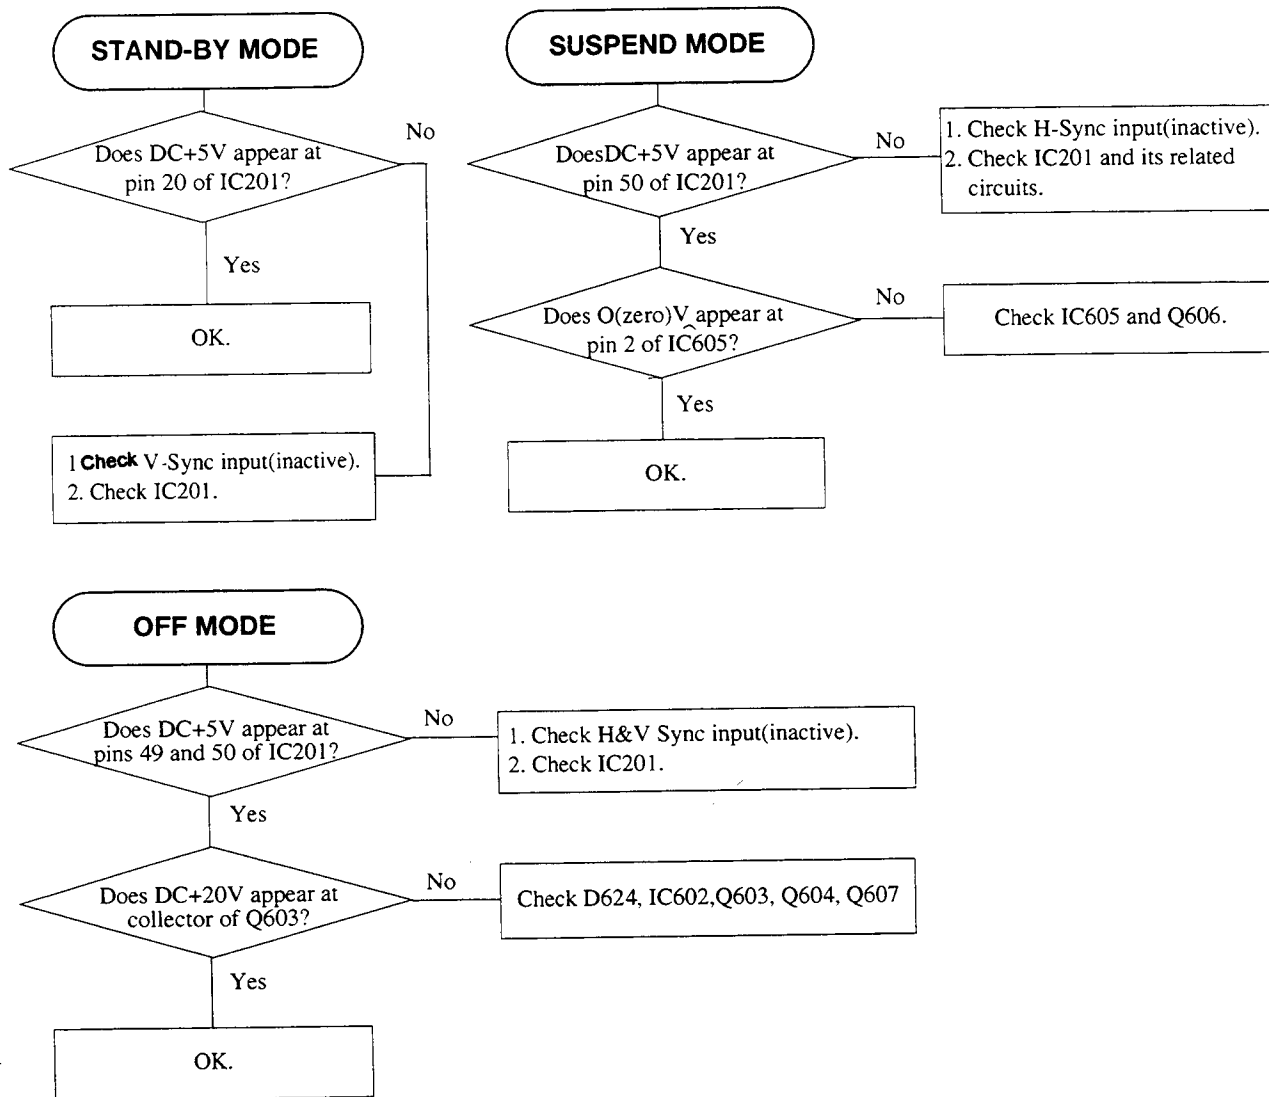 STAND-BY MODE
Does DC+5V appear at
pin 20 of IC201?
No
Yes
OK.
1 Check V-Sync input(inactive).
2. Check IC201.
SUSPEND MODE
DoesDC+5V appear at
pin 50 of IC201?
No
1. Check H-Sync input(inactive).
2. Check IC201 and its related
circuits.
Yes
Does O(zero)V appear at
pin 2 of IC605?
No
Check IC605 and Q606.
Yes
OK.
OFF MODE
Does DC+5V appear at
pins 49 and 50 of IC201?
No
1. Check H&V Sync input(inactive).
2. Check IC201.
Yes
Does DC+20V appear at
collector of Q603?
No
Check D624, IC602,Q603, Q604, Q607
Yes
OK.